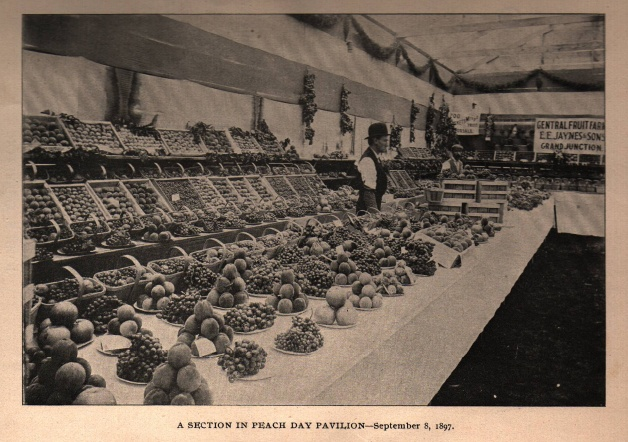 CENTRAL FRUIT FARM
E.E. JAYNES & SONS
GRAND JUNCTION
A SECTION IN PEACH DAY PAVILION—September 8, 1897.